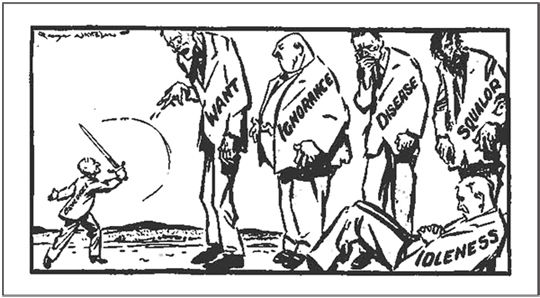 WANT
IGNORANCE
DISEASE
SQUALOR
IDLENESS